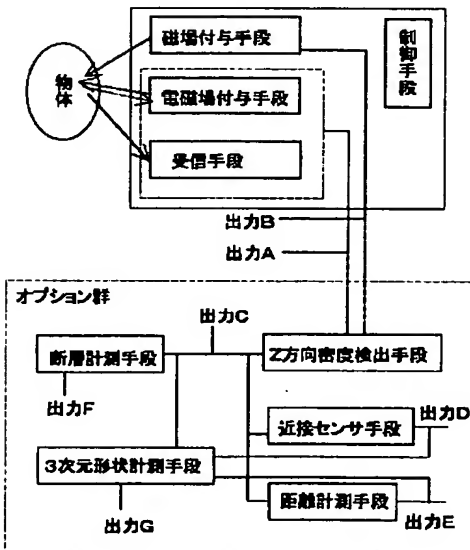 磁場付与手段
制御手段
物体
電磁場付与手段
受信手段
出力B
出力A
オプション群
出力C
断層計測手段
Z方向密度検出手段
出力F
出力D
近接センサ手段
3次元形状計測手段
距離計測手段
出力G
出力E